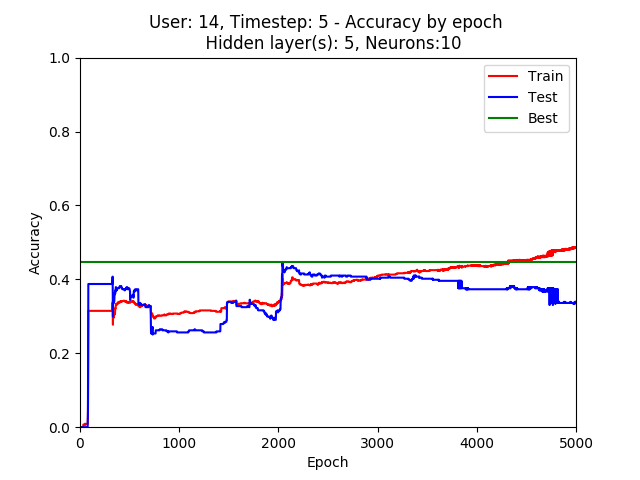 User: 14, Timestep: 5 - Accuracy by epoch
Hidden layer(s): 5, Neurons:10
1.0
0.8
0.6
0.4
0.2
0.0
Accuracy
Train
Test
Best
0 1000 2000 3000 4000 5000
Epoch